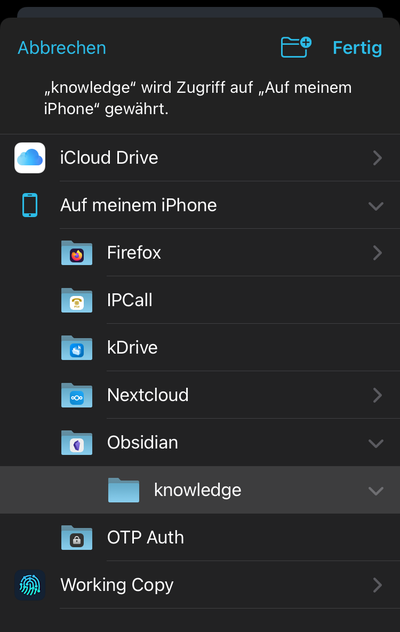 Abbrechen
Fertig
„knowledge“ wird Zugriff auf „Auf meinem
iPhone“ gewährt.
iCloud Drive
Auf meinem iPhone
Firefox
IPCall
kDrive
Nextcloud
Obsidian
knowledge
OTP Auth
Working Copy